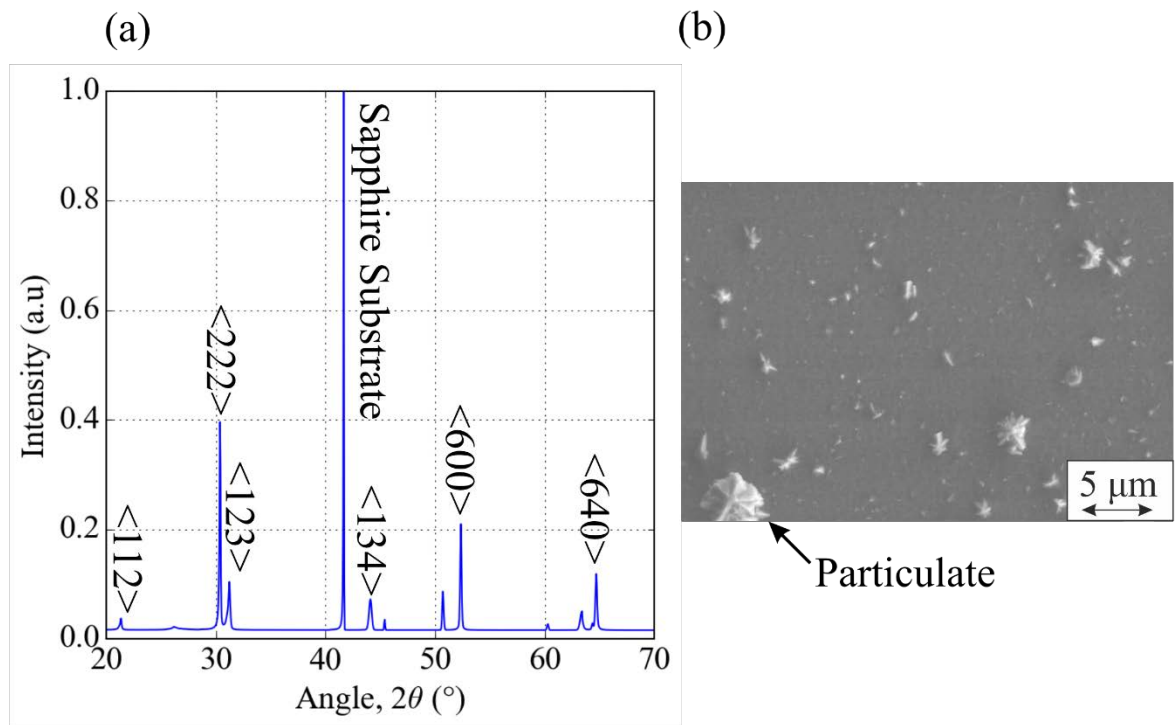 (a)
(b)
1.0
0.8
0.6
0.4
0.2
0.0
Intensity (a.u)
<112>
<222>
<123>
Sapphire Substrate
<134>
<600>
<640>
20
30
40
50
60
70
Angle, 2θ (°)
5 μm
Particulate